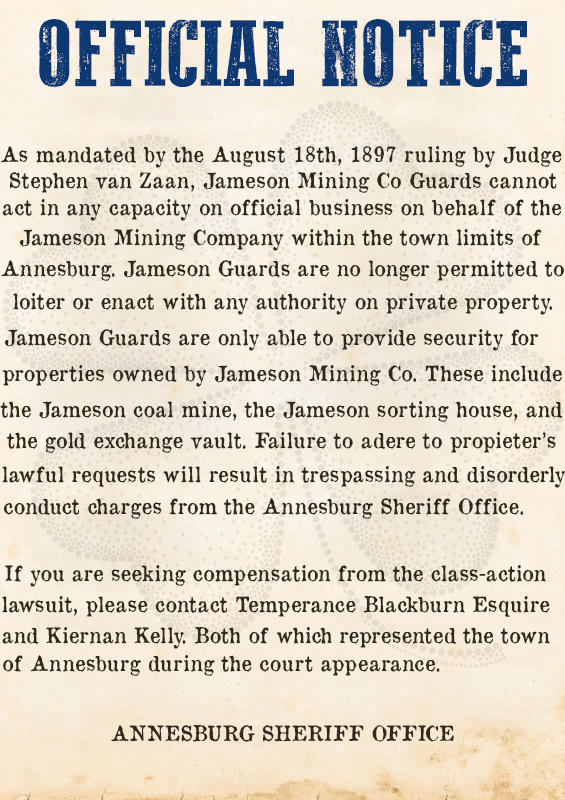 OFFICIAL NOTICE
As mandated by the August 18th, 1897 ruling by Judge
Stephen van Zaan, Jameson Mining Co Guards cannot
act in any capacity on official business on behalf of the
Jameson Mining Company within the town limits of
Annesburg. Jameson Guards are no longer permitted to
loiter or enact with any authority on private property.
Jameson Guards are only able to provide security for
properties owned by Jameson Mining Co. These include
the Jameson coal mine, the Jameson sorting house, and
the gold exchange vault. Failure to adere to propieter's
lawful requests will result in trespassing and disorderly
conduct charges from the Annesburg Sheriff Office.
If you are seeking compensation from the class-action
lawsuit, please contact Temperance Blackburn Esquire
and Kiernan Kelly. Both of which represented the town
of Annesburg during the court appearance.
ANNESBURG SHERIFF OFFICE